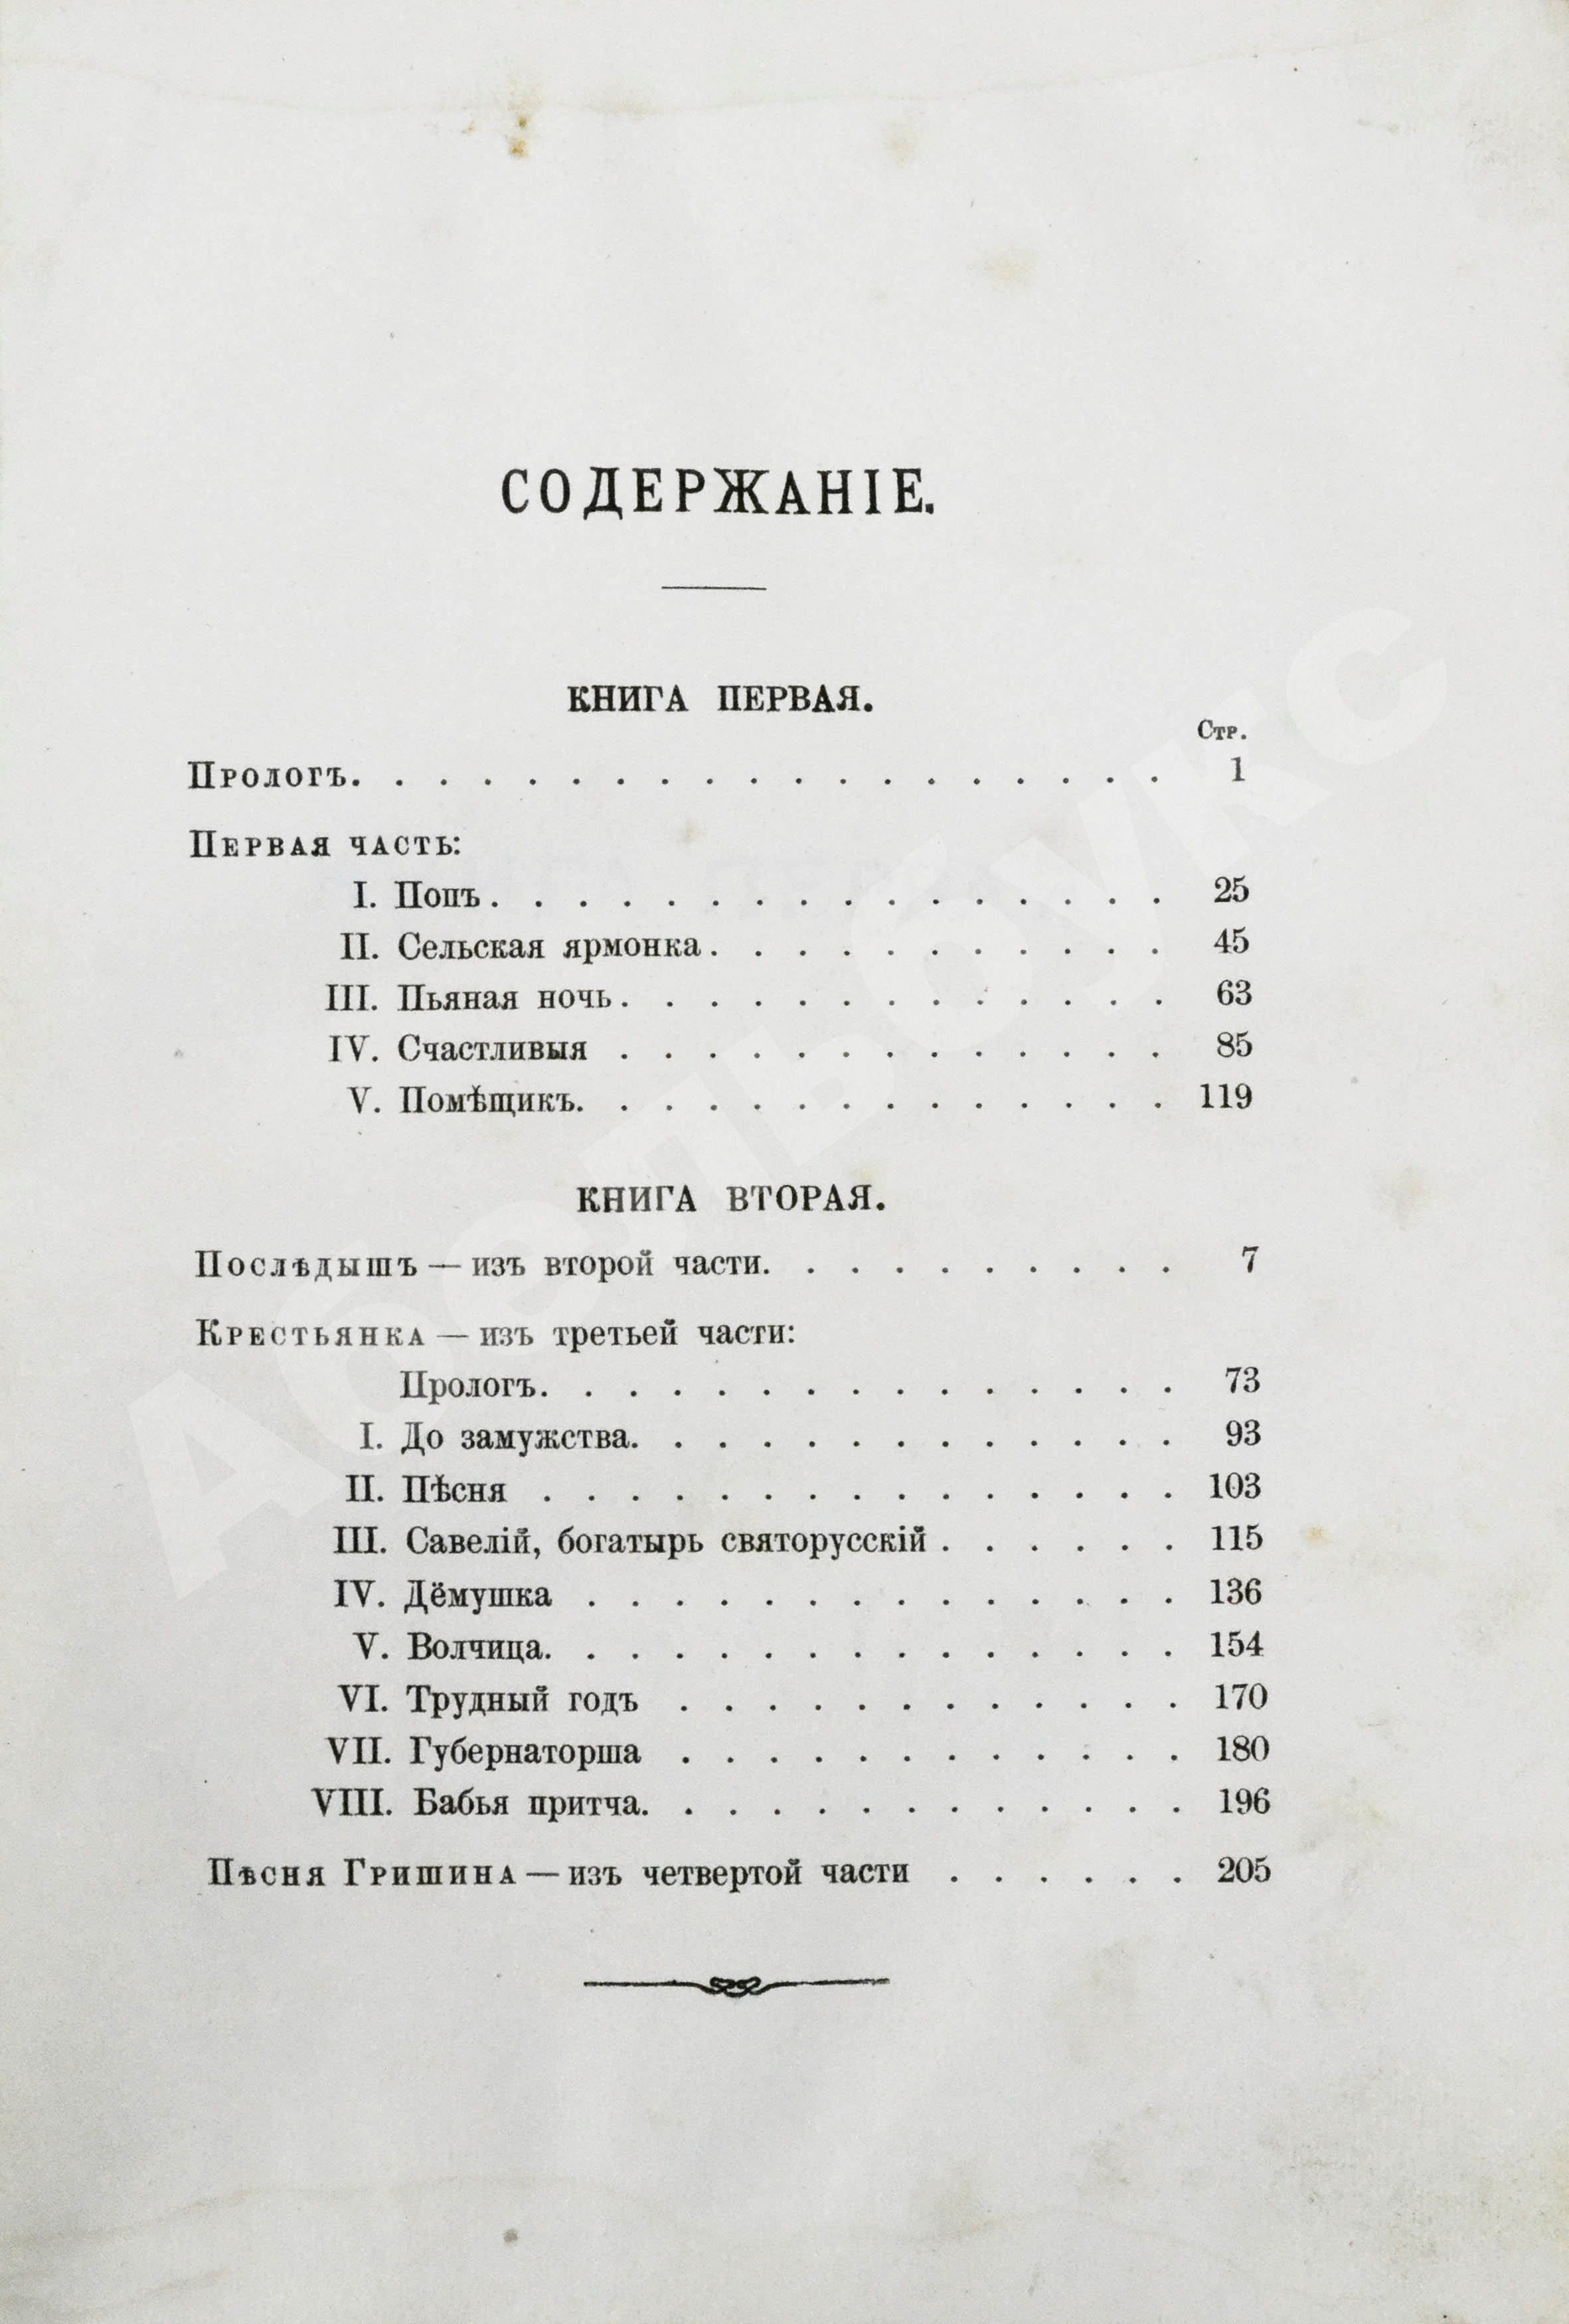 СОДЕРЖАНІЕ.
КНИГА ПЕРВАЯ.
Стр.
Прологъ. . . . . . . . . . . . . . . . . . . 1
Первая часть:
I. Попъ. . . . . . . . . . . . . . . . 25
II. Сельская ярмонка. . . . . . . . . . . 45
III. Пьяная ночь. . . . . . . . . . . . . 63
IV. Счастливыя . . . . . . . . . . . . . 85
V. Помѣщикъ. . . . . . . . . . . . . . 119
КНИГА ВТОРАЯ.
Послѣдышъ — изъ второй части. . . . . . . . . . 7
Крестьянка — изъ третьей части:
Прологъ. . . . . . . . . . . . . . . 73
I. До замужства. . . . . . . . . . . . . 93
II. Пѣсня . . . . . . . . . . . . . . . 103
III. Савелій, богатырь святорусскій . . . . . . 115
IV. Дёмушка . . . . . . . . . . . . . . 136
V. Волчица. . . . . . . . . . . . . . . 154
VI. Трудный годъ . . . . . . . . . . . . 170
VII. Губернаторша . . . . . . . . . . . . 180
VIII. Бабья притча. . . . . . . . . . . . . 196
Пѣсня Гришина — изъ четвертой части . . . . . . 205
Абельбукс